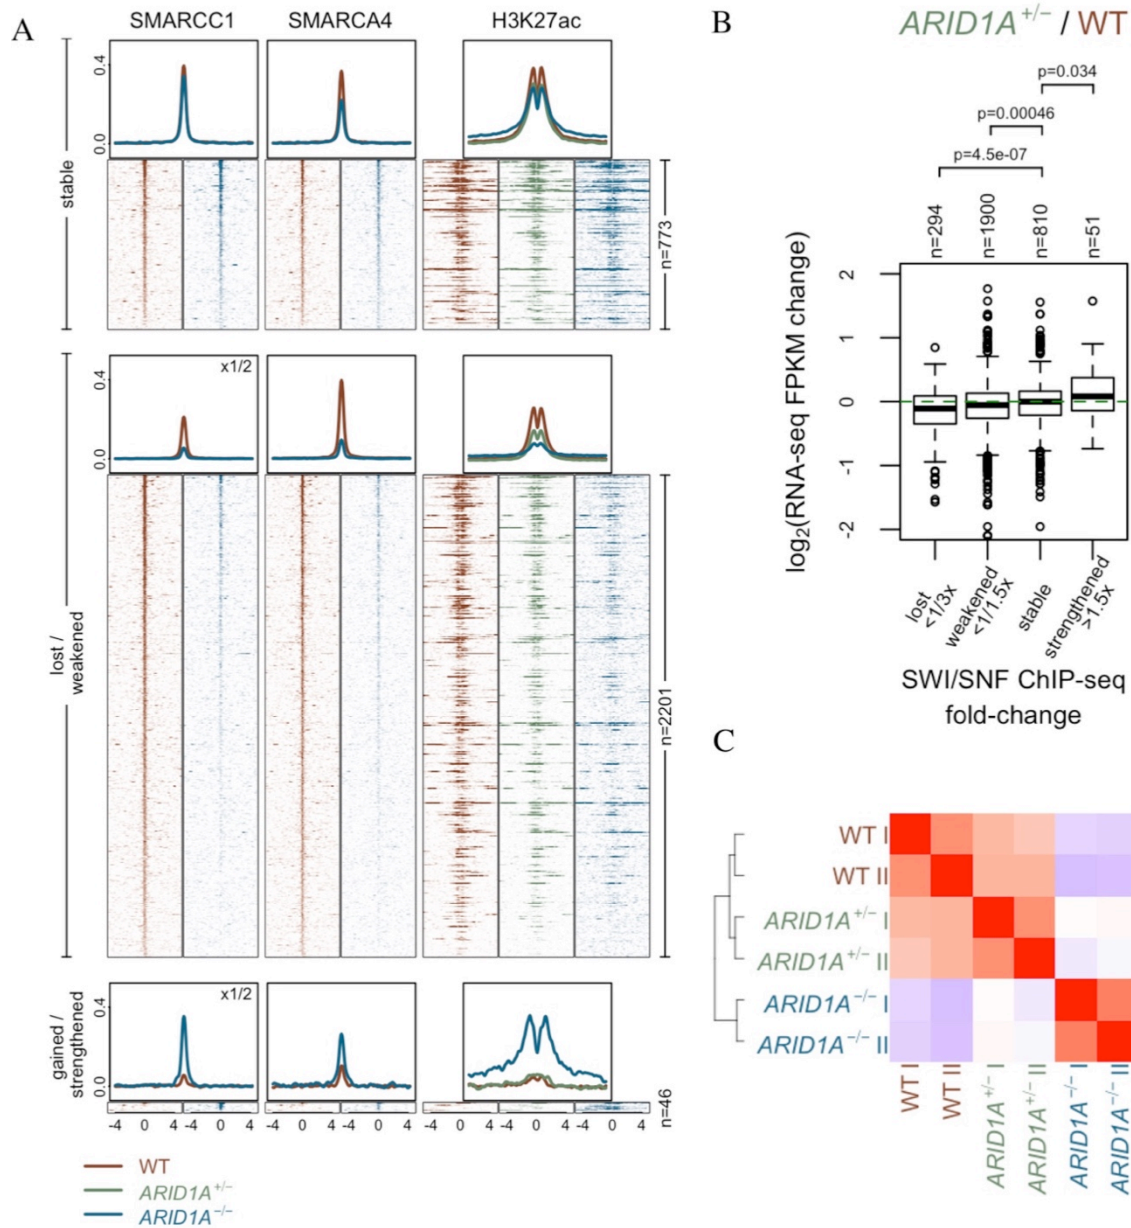 A
SMARCC1 SMARCA4 H3K27ac
0.4
0.0
stable
n=773
x1/2
0.4
0.0
lost /
weakened
n=2201
x1/2
0.4
0.0
gained /
strengthened
n=46
-4 0 4 -4 0 4 -4 0 4 -4 0 4 -4 0 4 -4 0 4 -4 0 4
WT
ARID1A+/–
ARID1A–/–
B
ARID1A+/– / WT
p=0.034
p=0.00046
p=4.5e-07
n=294
n=1900
n=810
n=51
log2(RNA-seq FPKM change)
2
1
0
-1
-2
lost
<1/3x
weakened
<1/1.5x
stable
strengthened
>1.5x
SWI/SNF ChIP-seq
fold-change
C
WT I
WT II
ARID1A+/– I
ARID1A+/– II
ARID1A–/– I
ARID1A–/– II
WT I
WT II
ARID1A+/– I
ARID1A+/– II
ARID1A–/– I
ARID1A–/– II